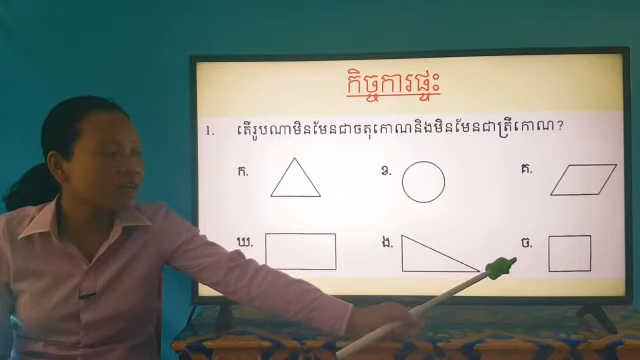 កិច្ចការផ្ទះ
1. តើរូបណាមិនមែនជាចតុកោណនិងមិនមែនជាត្រីកោណ?
ក. ខ. គ.
ឃ. ង. ច.